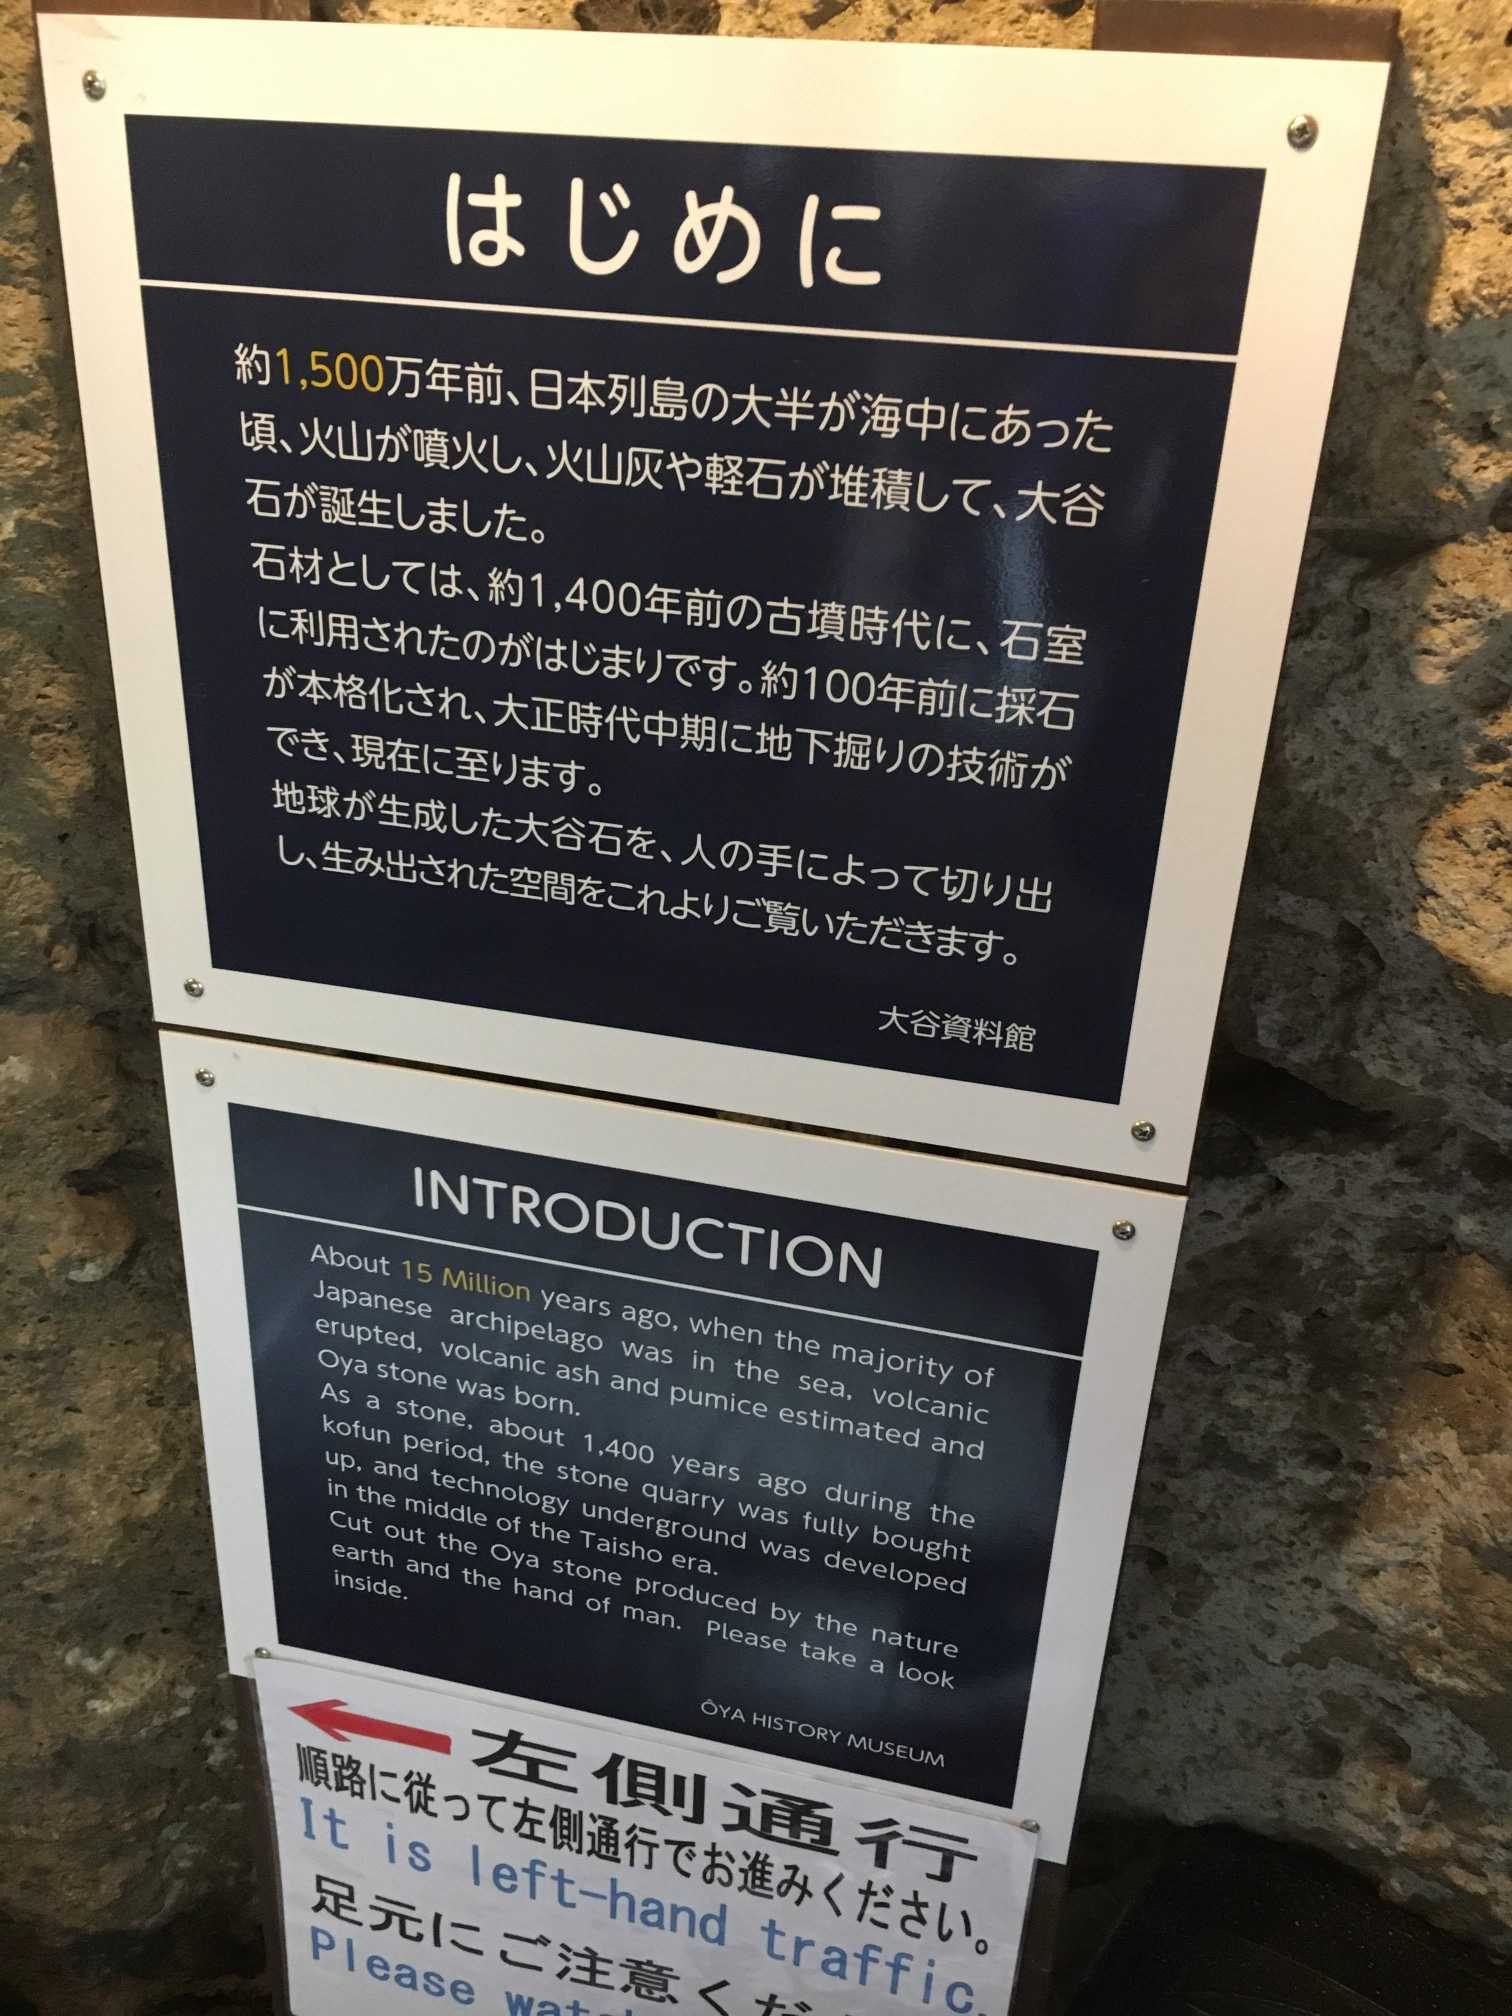 はじめに
約1,500万年前、日本列島の大半が海中にあった
頃、火山が噴火し、火山灰や軽石が堆積して、大谷
石が誕生しました。
石材としては、約1,400年前の古墳時代に、石室
に利用されたのがはじまりです。約100年前に採石
が本格化され、大正時代中期に地下掘りの技術が
でき、現在に至ります。
地球が生成した大谷石を、人の手によって切り出
し、生み出された空間をこれよりご覧いただきます。
大谷資料館
INTRODUCTION
About 15 Million years ago, when the majority of
Japanese archipelago was in the sea, volcanic
erupted, volcanic ash and pumice estimated and
Oya stone was born.
As a stone, about 1,400 years ago during the
kofun period, the stone quarry was fully bought
up, and technology underground was developed
in the middle of the Taisho era.
Cut out the Oya stone produced by the nature
earth and the hand of man. Please take a look
inside.
ÔYA HISTORY MUSEUM
左側通行
順路に従って左側通行でお進みください。
It is left-hand traffic.
足元にご注意くだ
Please